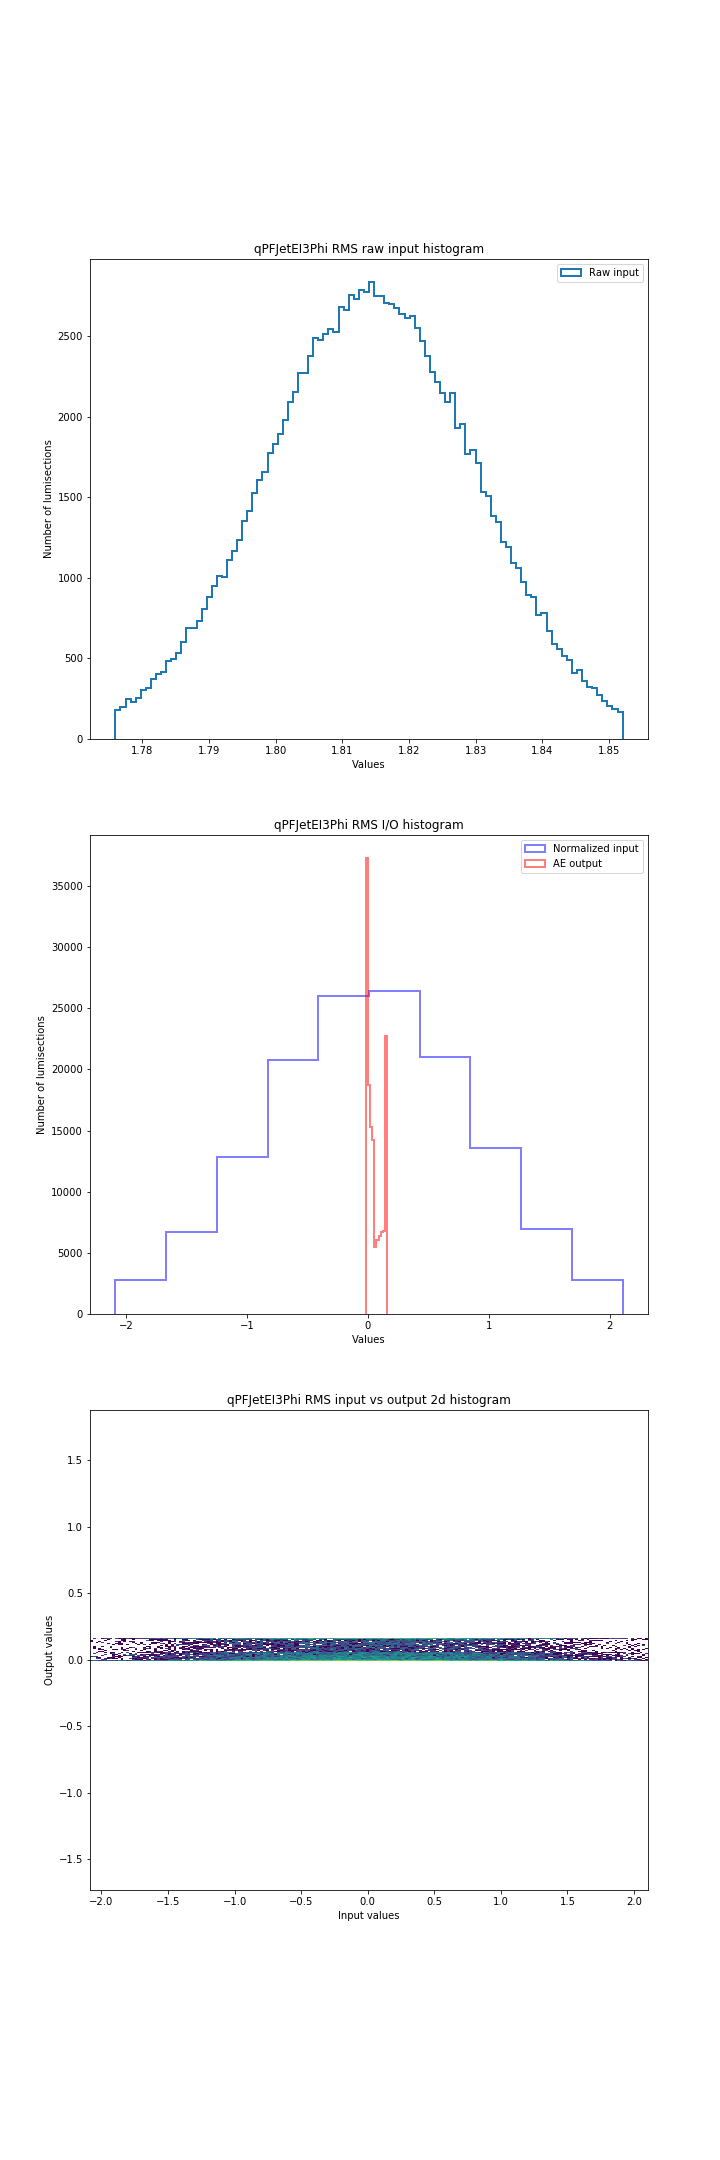 qPFJetEI3Phi RMS raw input histogram
Raw input
Number of lumisections
2500
2000
1500
1000
500
0
1.78 1.79 1.80 1.81 1.82 1.83 1.84 1.85
Values
qPFJetEI3Phi RMS I/O histogram
Normalized input
AE output
Number of lumisections
35000
30000
25000
20000
15000
10000
5000
0
−2 −1 0 1 2
Values
qPFJetEI3Phi RMS input vs output 2d histogram
Output values
1.5
1.0
0.5
0.0
−0.5
−1.0
−1.5
−2.0 −1.5 −1.0 −0.5 0.0 0.5 1.0 1.5 2.0
Input values